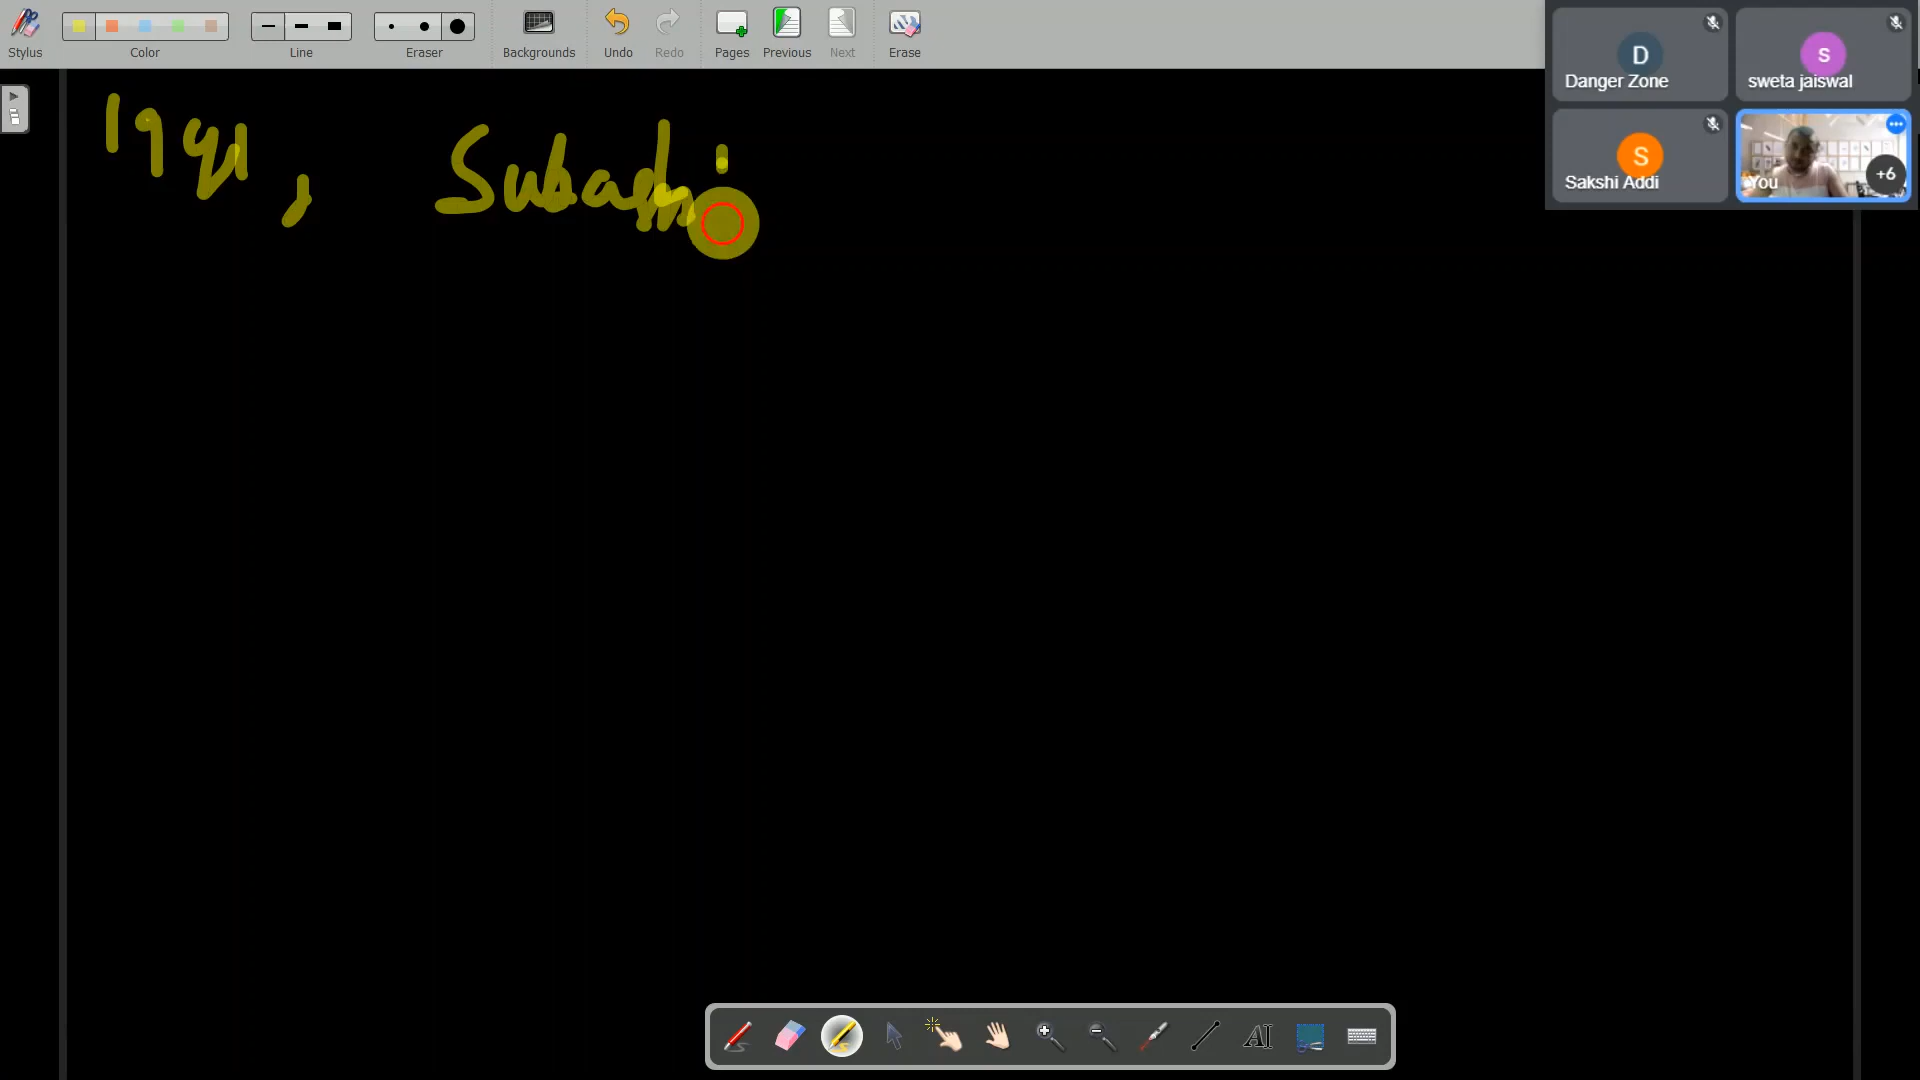 Stylus Color Line Eraser Backgrounds Undo Redo Pages Previous Next Erase
D
Danger Zone
S
sweta jaiswal
S
Sakshi Addi
You
+6
1941, Subash
AI